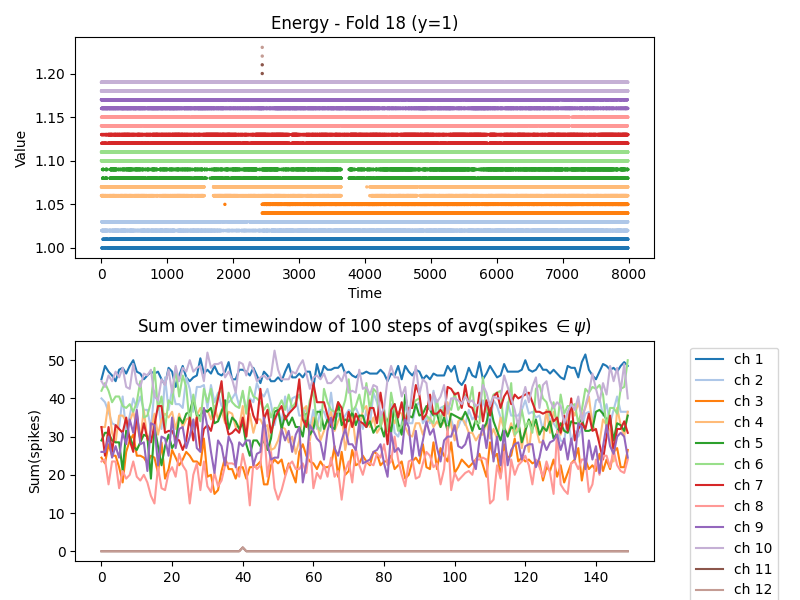 Energy - Fold 18 (y=1)
Value
1.20
1.15
1.10
1.05
1.00
0 1000 2000 3000 4000 5000 6000 7000 8000
Time
Sum over timewindow of 100 steps of avg(spikes ∈ ψ)
Sum(spikes)
50
40
30
20
10
0
0 20 40 60 80 100 120 140
ch 1
ch 2
ch 3
ch 4
ch 5
ch 6
ch 7
ch 8
ch 9
ch 10
ch 11
ch 12